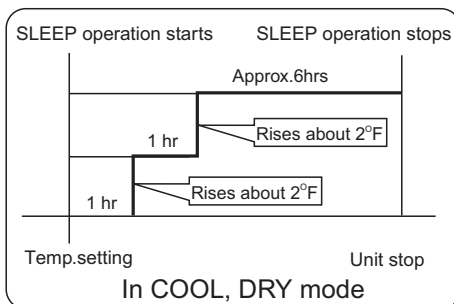 SLEEP operation starts SLEEP operation stops
Approx.6hrs
1 hr Rises about 2°F
1 hr Rises about 2°F
Temp.setting Unit stop
In COOL, DRY mode